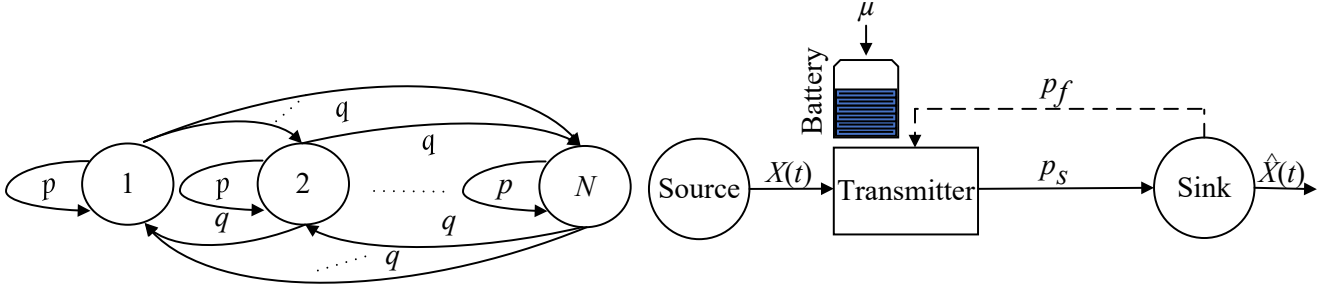 μ
Battery
p_f
q
q
p
1
p
2
p
N
q
q
q
Source
X(t)
Transmitter
p_s
Sink
X̂(t)